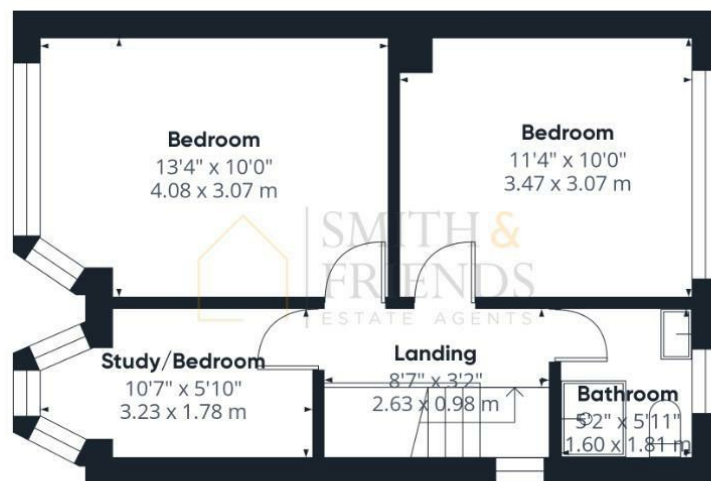 Bedroom
13'4" x 10'0"
4.08 x 3.07 m
Bedroom
11'4" x 10'0"
3.47 x 3.07 m
SMITH &
FRIENDS
ESTATE AGENTS
Study/Bedroom
10'7" x 5'10"
3.23 x 1.78 m
Landing
8'7" x 3'2"
2.63 x 0.98 m
Bathroom
5'2" x 5'11"
1.60 x 1.81 m